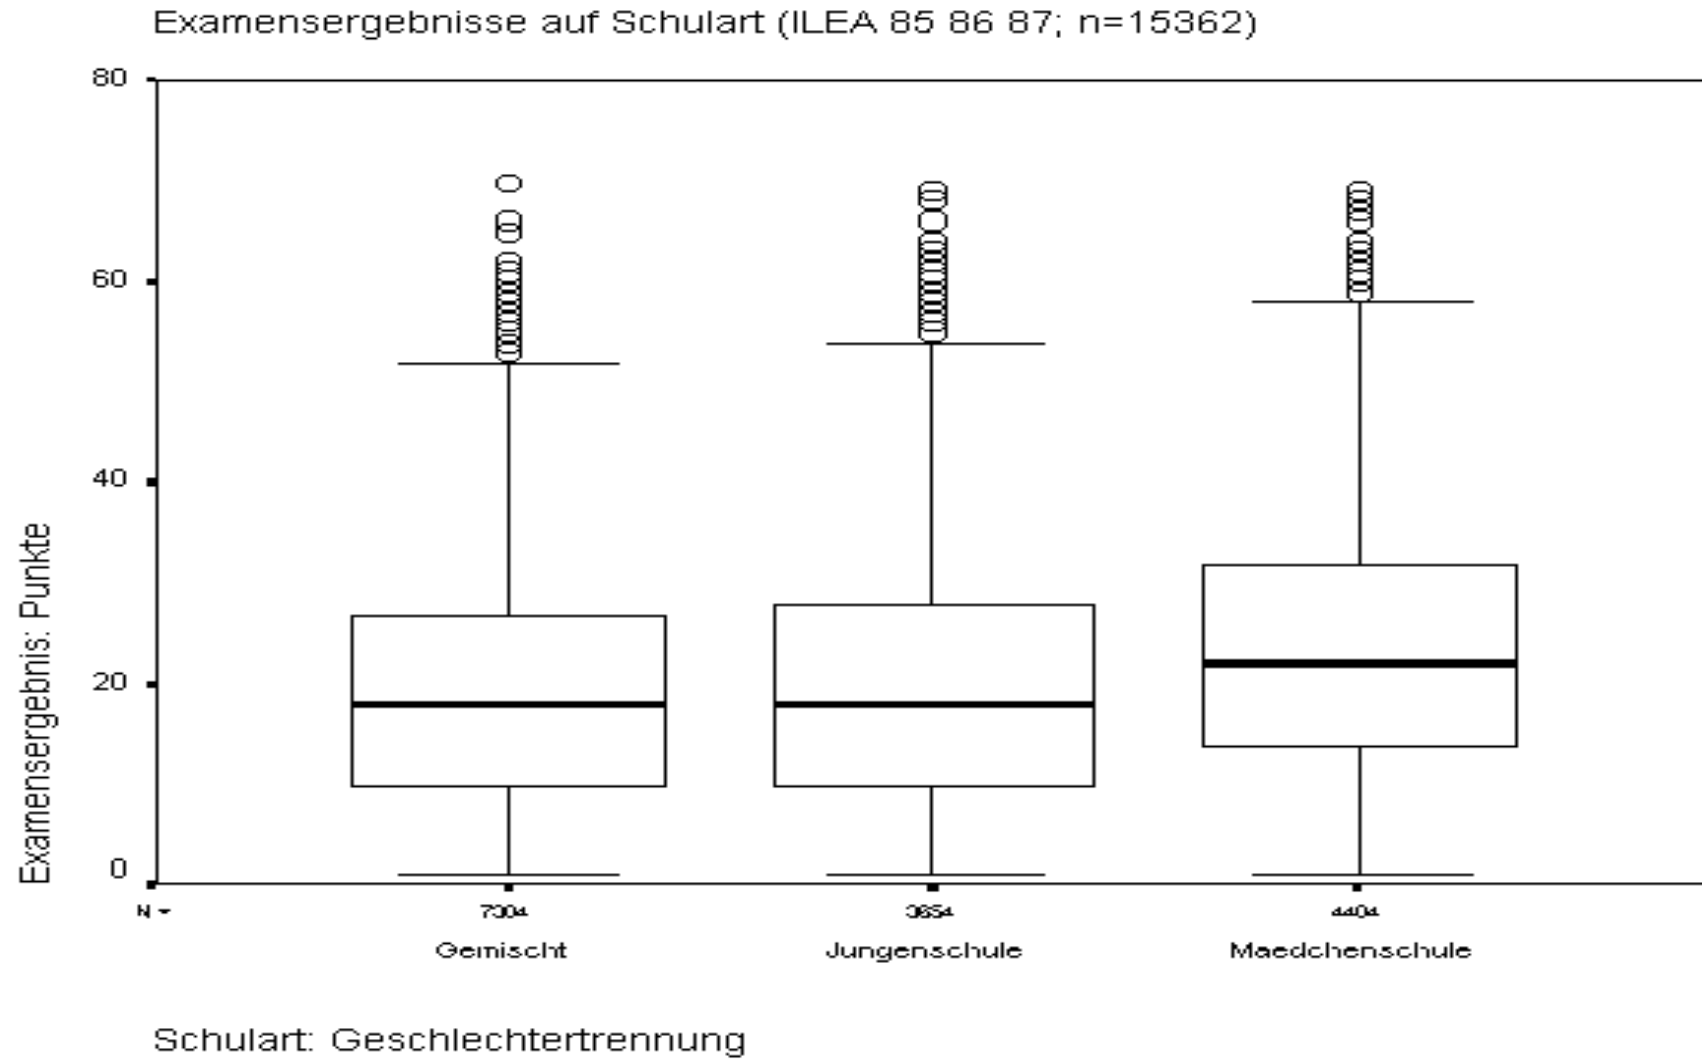 Examensergebnisse auf Schulart (ILEA 85 86 87; n=15362)
80
60
40
20
0
Examensergebnis: Punkte
N = 7304 3654 4404
Gemischt Jungenschule Maedchenschule
Schulart: Geschlechtertrennung